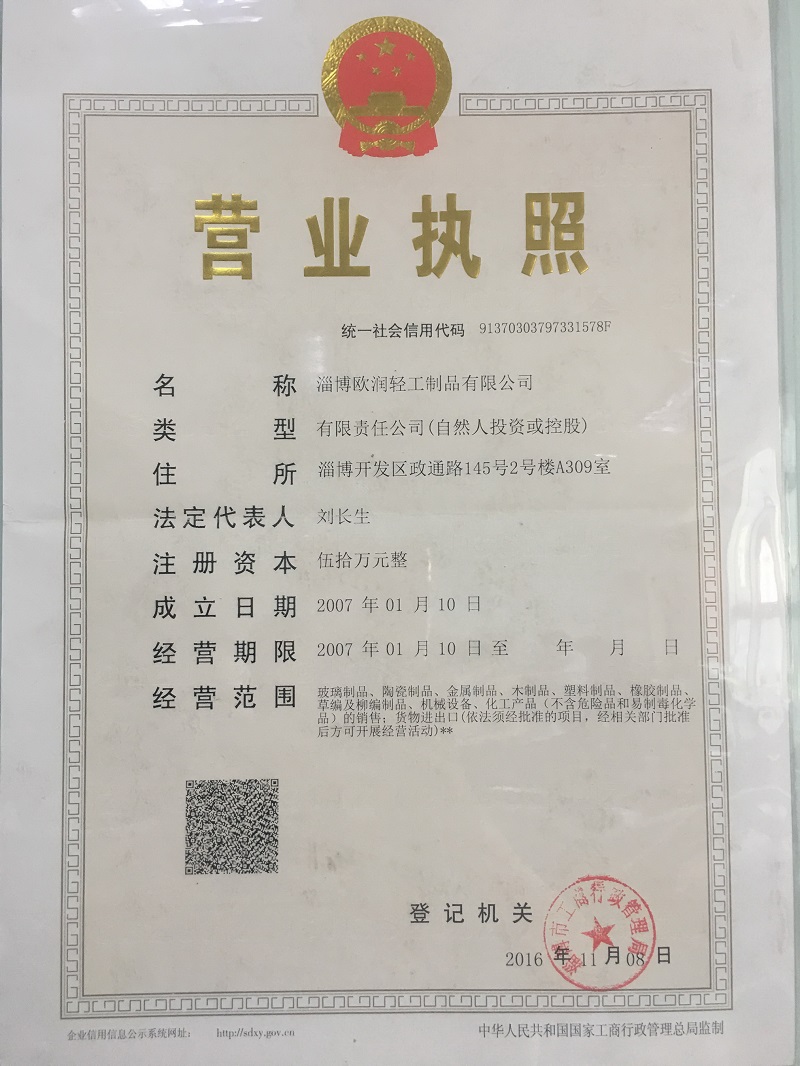 营业执照
统一社会信用代码 91370303797331578F
名称 淄博欧润轻工制品有限公司
类型 有限责任公司(自然人投资或控股)
住所 淄博开发区政通路145号2号楼A309室
法定代表人 刘长生
注册资本 伍拾万元整
成立日期 2007 年 01 月 10 日
经营期限 2007 年 01 月 10 日 至 年 月 日
经营范围 玻璃制品、陶瓷制品、金属制品、木制品、塑料制品、橡胶制品、
草编及柳编制品、机械设备、化工产品（不含危险品和易制毒化学
品）的销售；货物进出口(依法须经批准的项目，经相关部门批准
后方可开展经营活动)**
登记机关
市工商行政管理局
2016 年 11 月 08 日
企业信用信息公示系统网址： http://sdxy.gov.cn
中华人民共和国国家工商行政管理总局监制